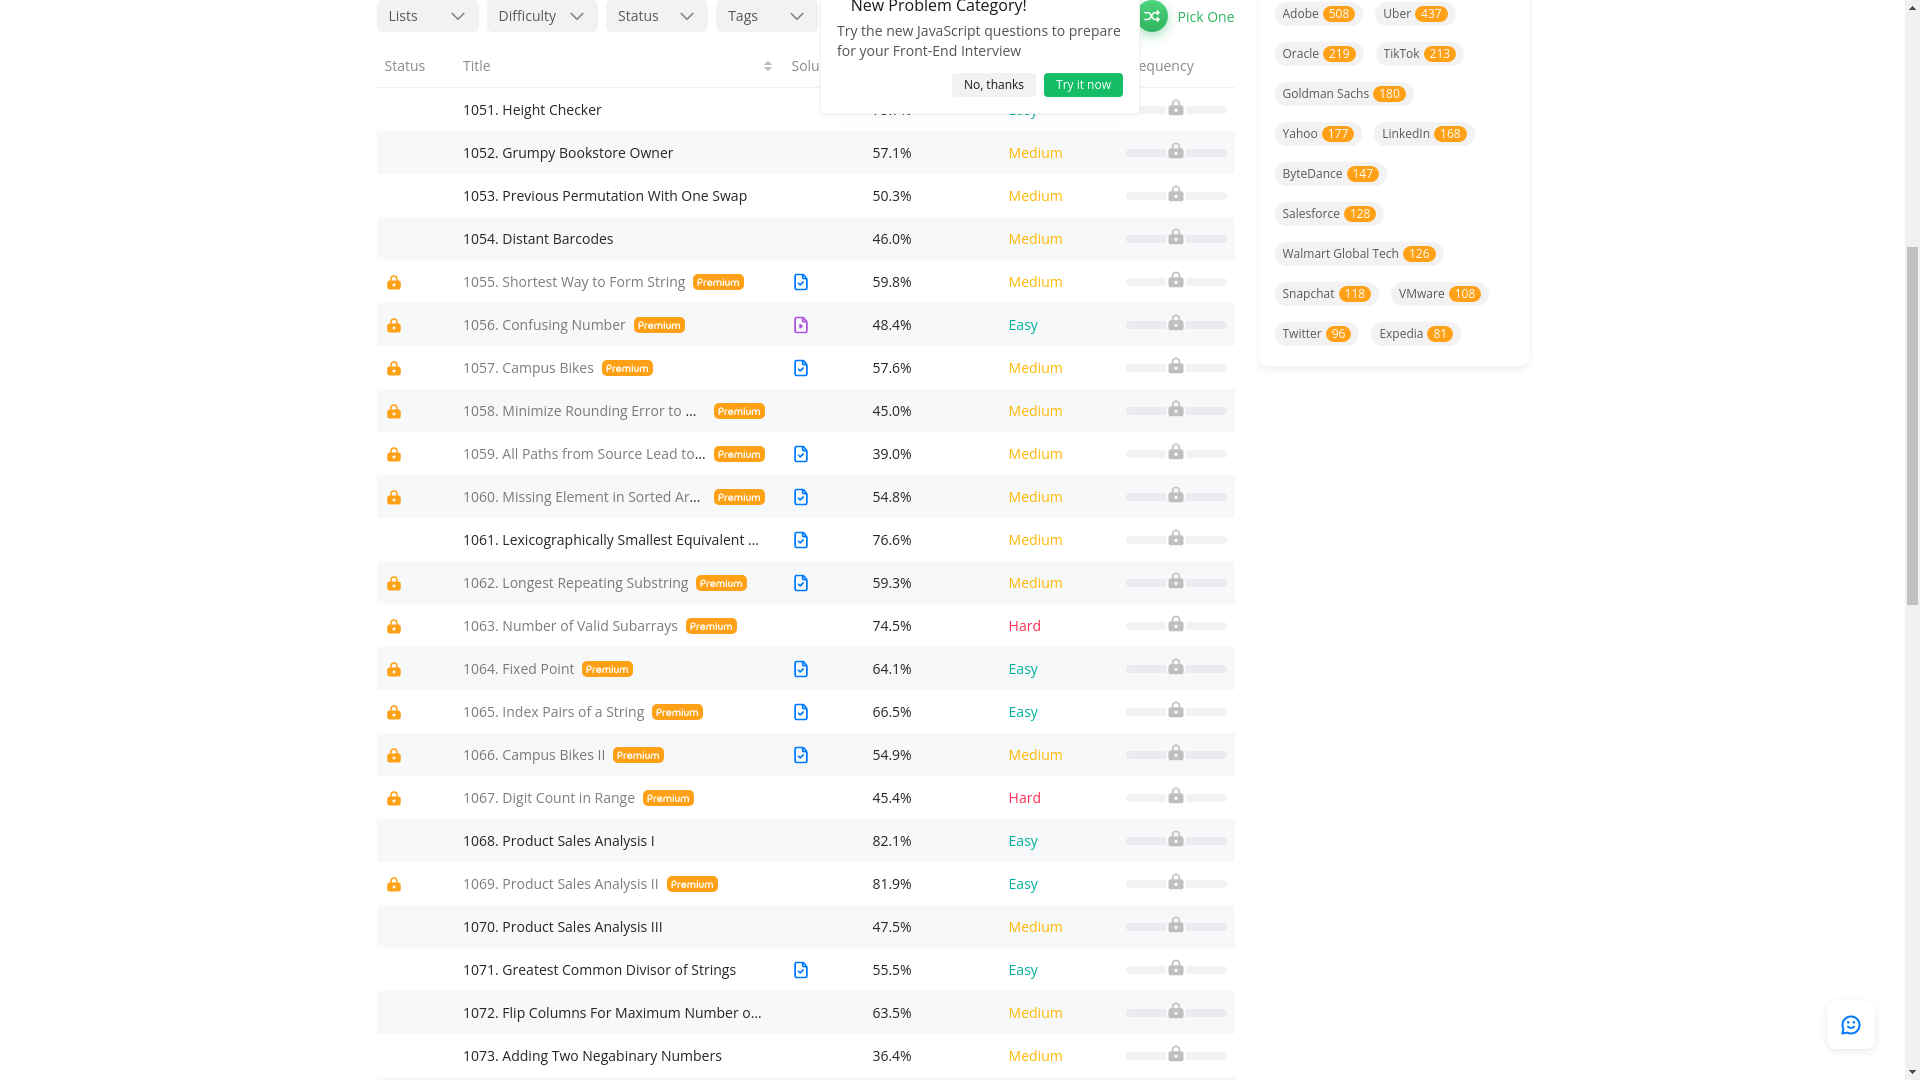 Lists
Difficulty
Status
Tags
New Problem Category!
Try the new JavaScript questions to prepare
for your Front-End Interview
No, thanks
Try it now
Pick One
Status
Title
Solu
equency
1051. Height Checker
Easy
1052. Grumpy Bookstore Owner 57.1% Medium
1053. Previous Permutation With One Swap 50.3% Medium
1054. Distant Barcodes 46.0% Medium
1055. Shortest Way to Form String Premium 59.8% Medium
1056. Confusing Number Premium 48.4% Easy
1057. Campus Bikes Premium 57.6% Medium
1058. Minimize Rounding Error to ... Premium 45.0% Medium
1059. All Paths from Source Lead to... Premium 39.0% Medium
1060. Missing Element in Sorted Ar... Premium 54.8% Medium
1061. Lexicographically Smallest Equivalent ... 76.6% Medium
1062. Longest Repeating Substring Premium 59.3% Medium
1063. Number of Valid Subarrays Premium 74.5% Hard
1064. Fixed Point Premium 64.1% Easy
1065. Index Pairs of a String Premium 66.5% Easy
1066. Campus Bikes II Premium 54.9% Medium
1067. Digit Count in Range Premium 45.4% Hard
1068. Product Sales Analysis I 82.1% Easy
1069. Product Sales Analysis II Premium 81.9% Easy
1070. Product Sales Analysis III 47.5% Medium
1071. Greatest Common Divisor of Strings 55.5% Easy
1072. Flip Columns For Maximum Number o... 63.5% Medium
1073. Adding Two Negabinary Numbers 36.4% Medium
Adobe 508 Uber 437
Oracle 219 TikTok 213
Goldman Sachs 180
Yahoo 177 LinkedIn 168
ByteDance 147
Salesforce 128
Walmart Global Tech 126
Snapchat 118 VMware 108
Twitter 96 Expedia 81